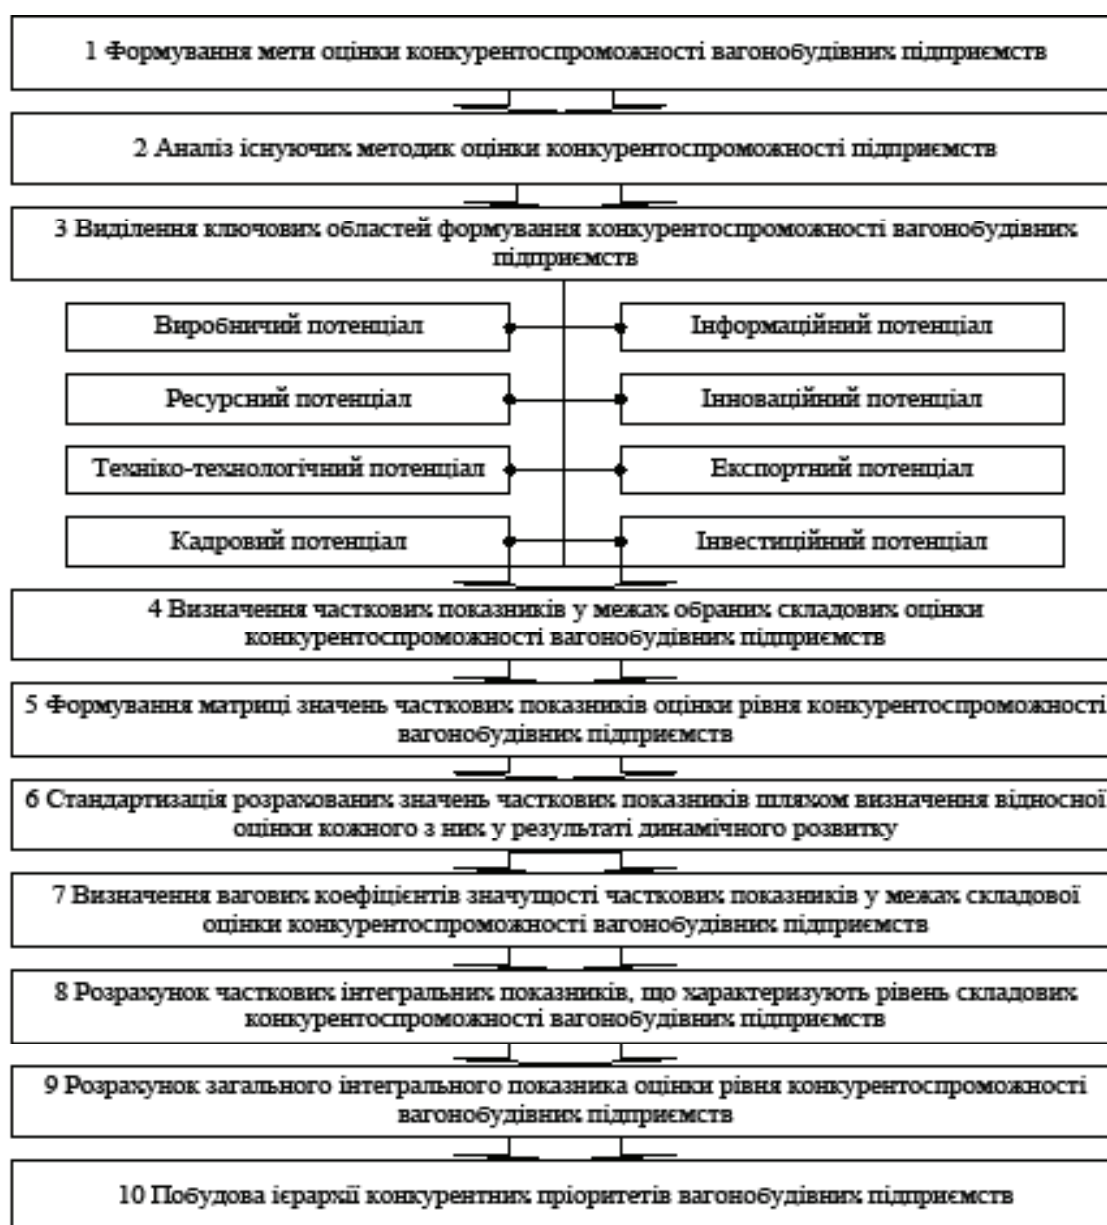 1 Формування мети оцінки конкурентоспроможності вагонобудівних підприємств
2 Аналіз існуючих методик оцінки конкурентоспроможності підприємств
3 Виділення ключових областей формування конкурентоспроможності вагонобудівних
підприємств
Виробничий потенціал
Інформаційний потенціал
Ресурсний потенціал
Інноваційний потенціал
Техніко-технологічний потенціал
Експортний потенціал
Кадровий потенціал
Інвестиційний потенціал
4 Визначення часткових показників у межах обраних складових оцінки
конкурентоспроможності вагонобудівних підприємств
5 Формування матриці значень часткових показників оцінки рівня конкурентоспроможності
вагонобудівних підприємств
6 Стандартизація розрахованих значень часткових показників шляхом визначення відносної
оцінки кожного з них у результаті динамічного розвитку
7 Визначення вагових коефіцієнтів значущості часткових показників у межах складової
оцінки конкурентоспроможності вагонобудівних підприємств
8 Розрахунок часткових інтегральних показників, що характеризують рівень складових
конкурентоспроможності вагонобудівних підприємств
9 Розрахунок загального інтегрального показника оцінки рівня конкурентоспроможності
вагонобудівних підприємств
10 Побудова ієрархії конкурентних пріоритетів вагонобудівних підприємств